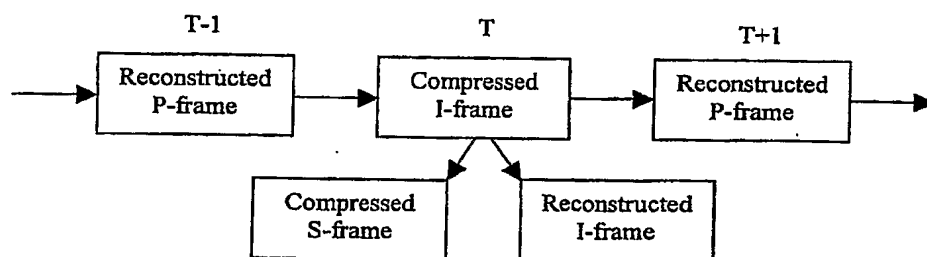 T-1
T
T+1
Reconstructed
P-frame
Compressed
I-frame
Reconstructed
P-frame
Compressed
S-frame
Reconstructed
I-frame